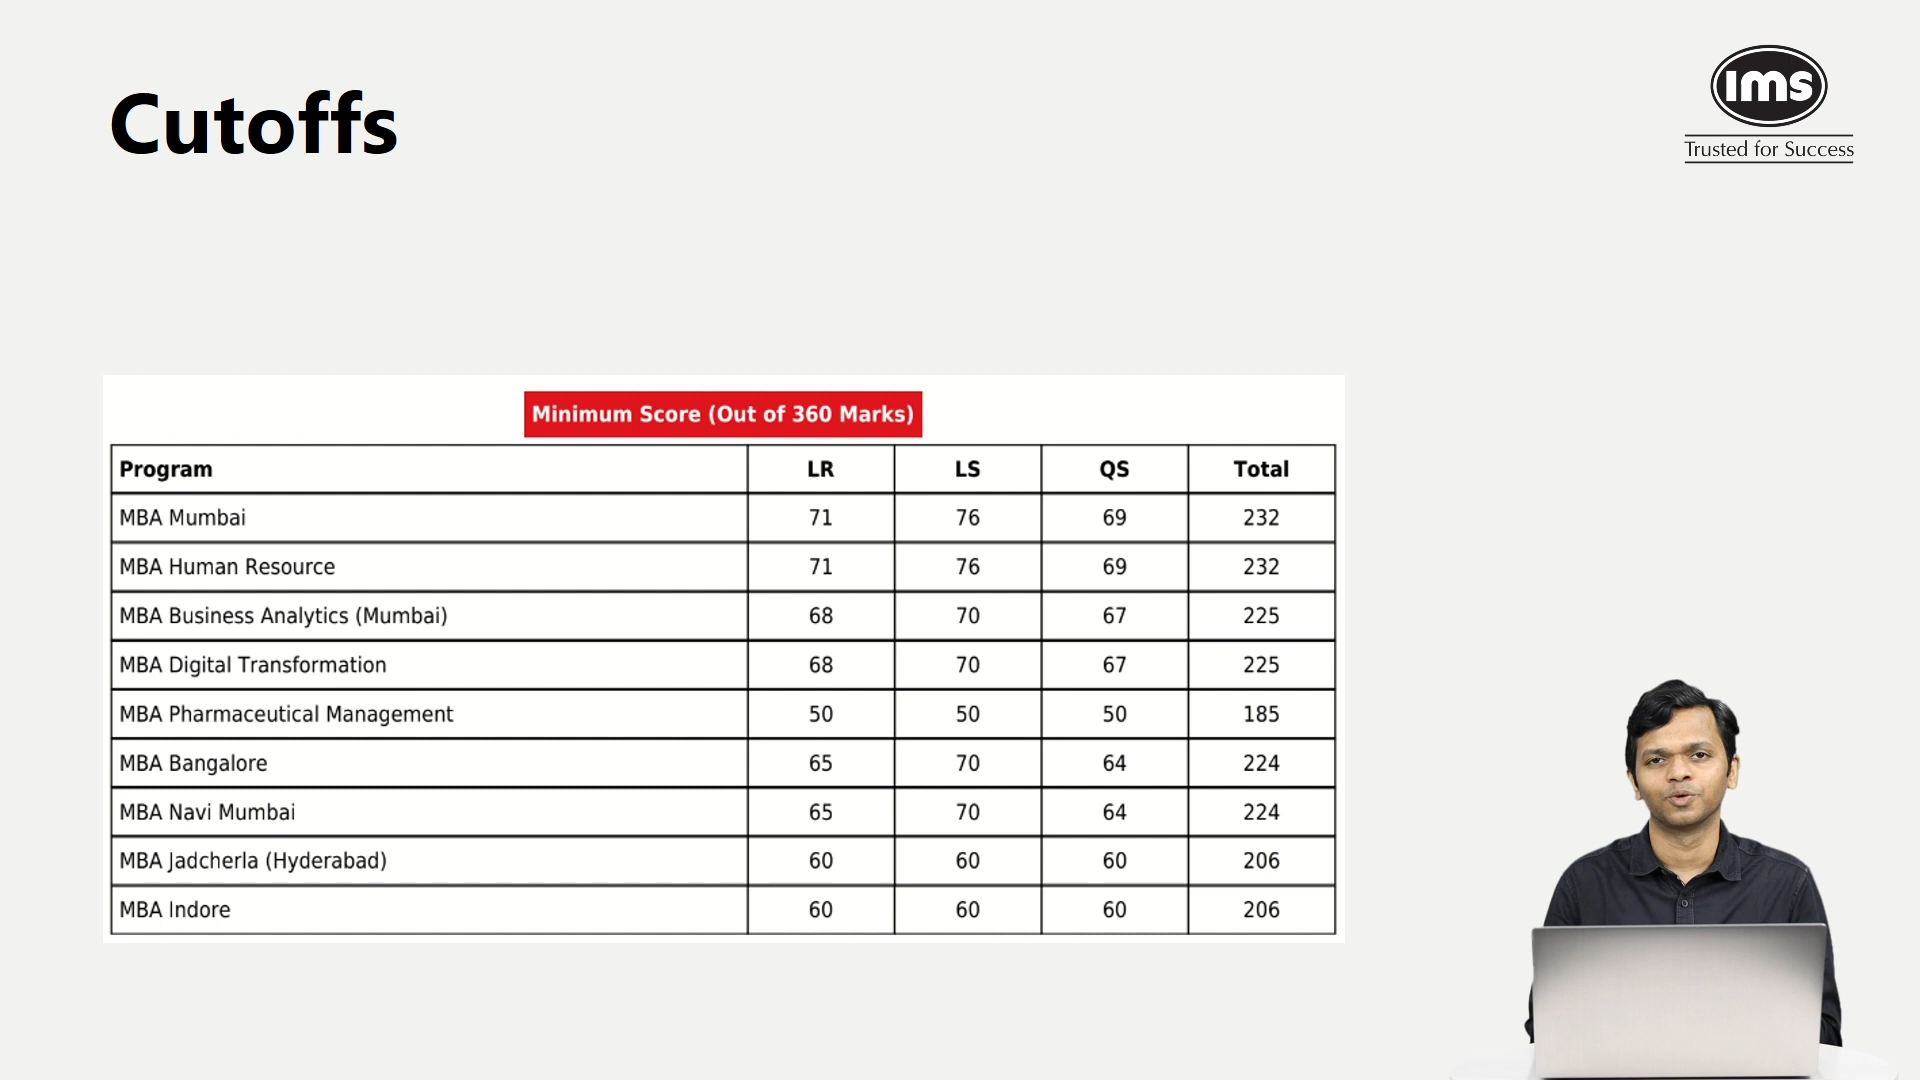 Cutoffs
ims
Trusted for Success
Minimum Score (Out of 360 Marks)
Program LR LS QS Total
MBA Mumbai 71 76 69 232
MBA Human Resource 71 76 69 232
MBA Business Analytics (Mumbai) 68 70 67 225
MBA Digital Transformation 68 70 67 225
MBA Pharmaceutical Management 50 50 50 185
MBA Bangalore 65 70 64 224
MBA Navi Mumbai 65 70 64 224
MBA Jadcherla (Hyderabad) 60 60 60 206
MBA Indore 60 60 60 206